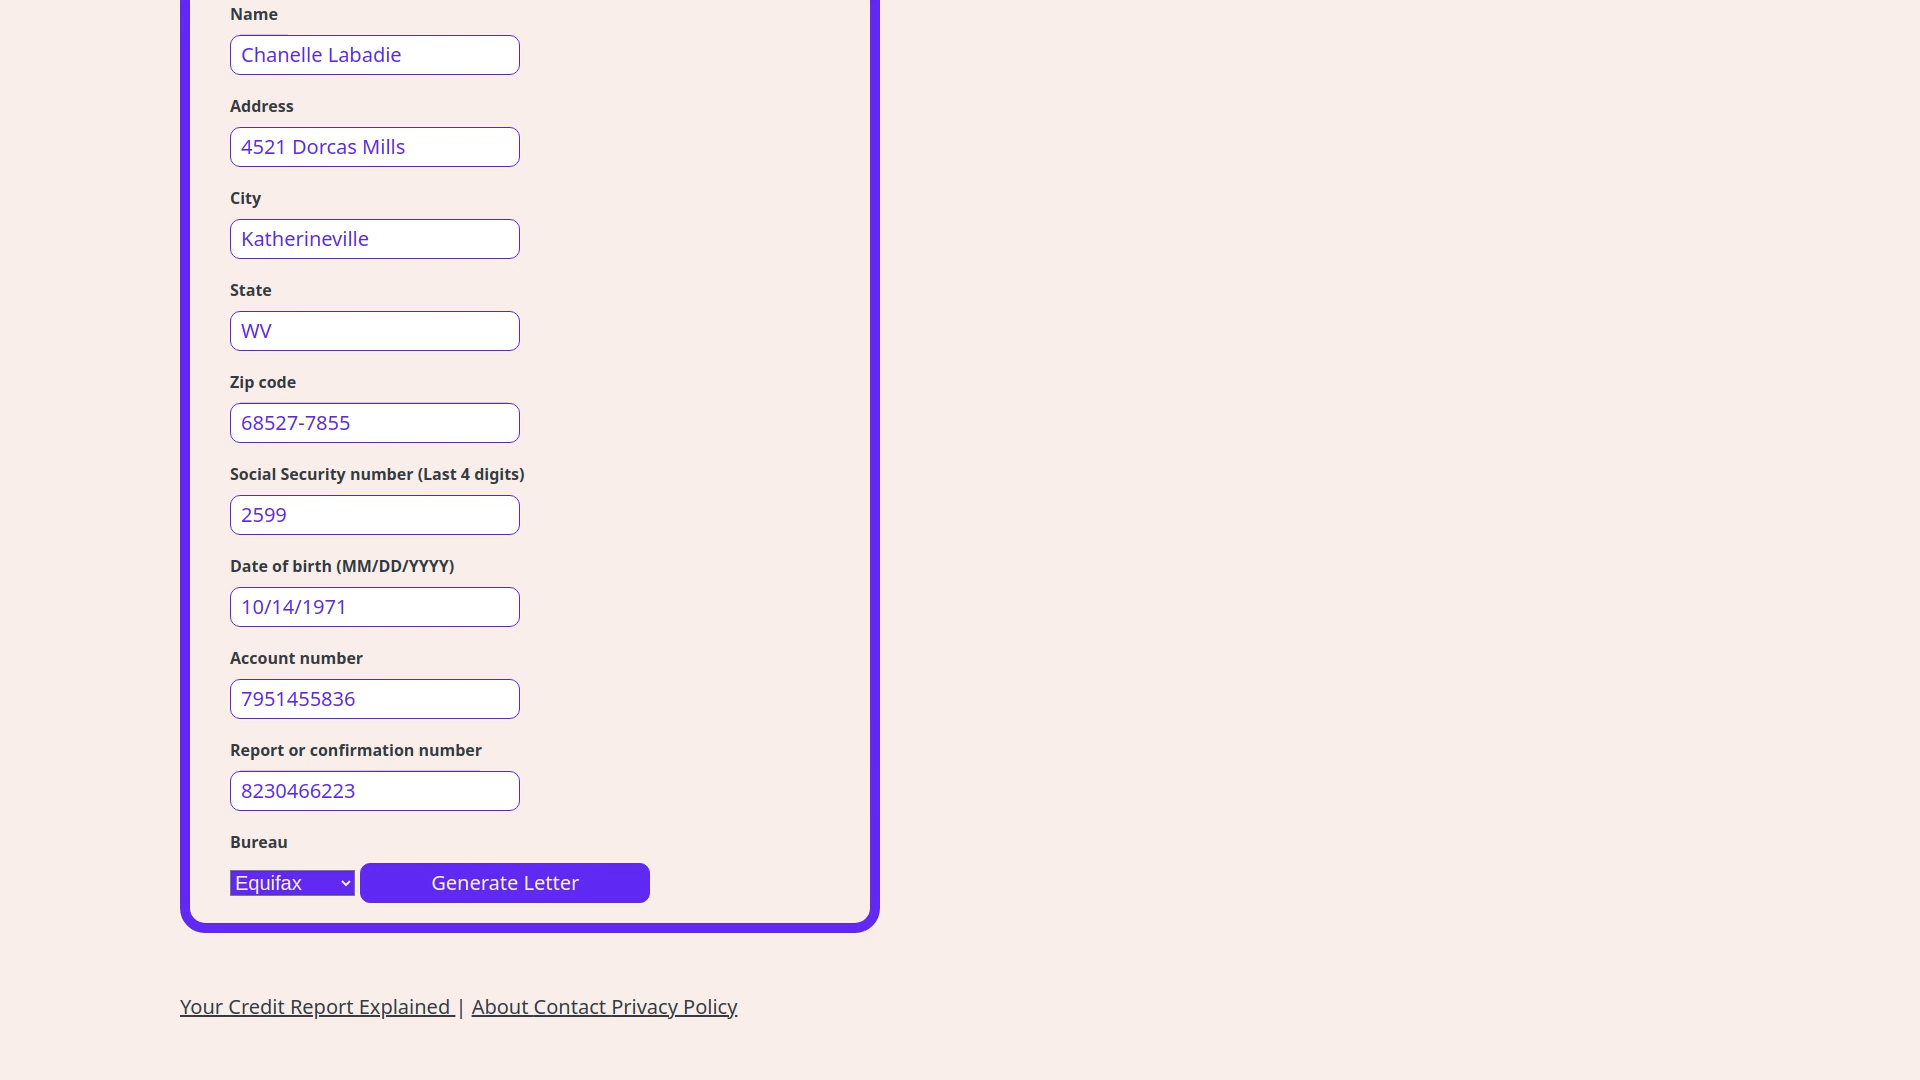 Name
Chanelle Labadie
Address
4521 Dorcas Mills
City
Katherineville
State
WV
Zip code
68527-7855
Social Security number (Last 4 digits)
2599
Date of birth (MM/DD/YYYY)
10/14/1971
Account number
7951455836
Report or confirmation number
8230466223
Bureau
Equifax Generate Letter
Your Credit Report Explained | About Contact Privacy Policy